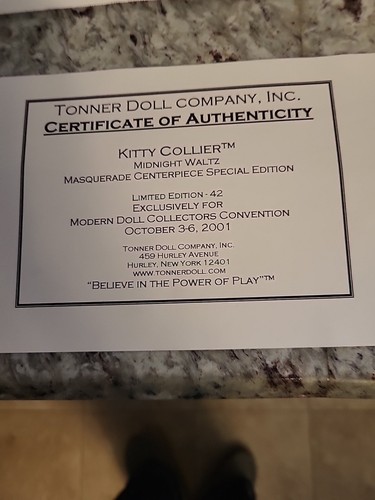 TONNER DOLL COMPANY, INC.
CERTIFICATE OF AUTHENTICITY
KITTY COLLIER™
MIDNIGHT WALTZ
MASQUERADE CENTERPIECE SPECIAL EDITION
LIMITED EDITION - 42
EXCLUSIVELY FOR
MODERN DOLL COLLECTORS CONVENTION
OCTOBER 3-6, 2001
TONNER DOLL COMPANY, INC.
459 HURLEY AVENUE
HURLEY, NEW YORK 12401
WWW.TONNERDOLL.COM
"BELIEVE IN THE POWER OF PLAY"™